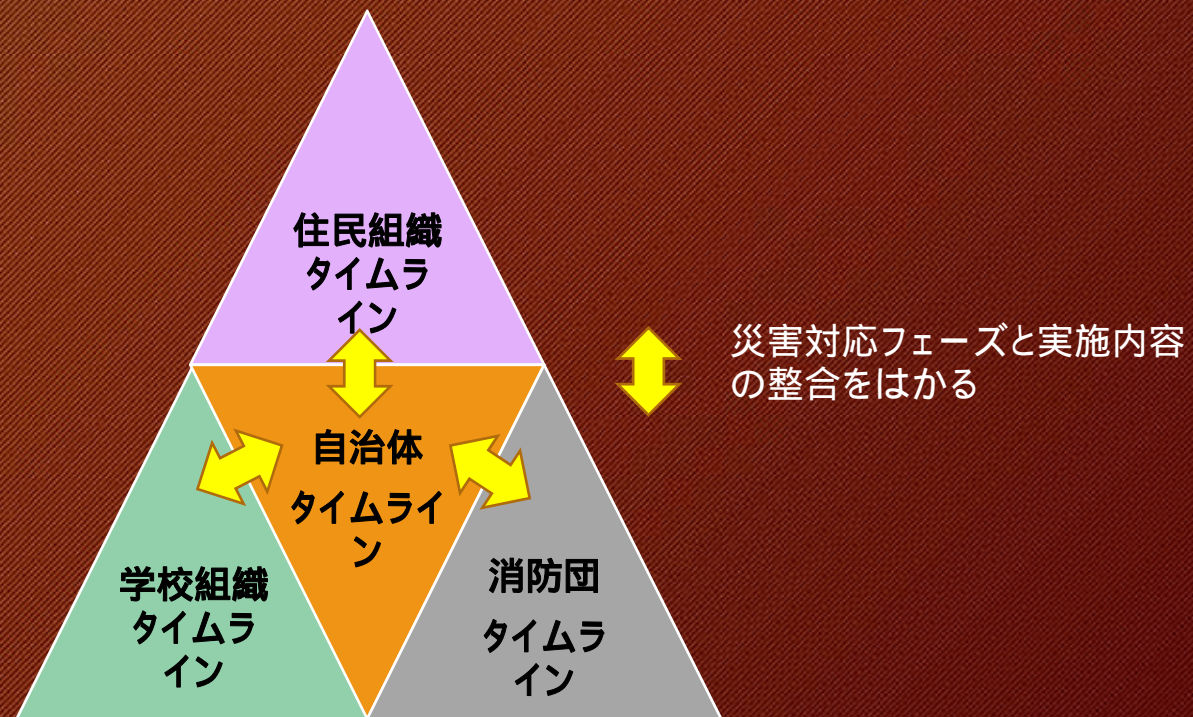 住民組織
タイムラ
イン
災害対応フェーズと実施内容
の整合をはかる
自治体
タイムライ
ン
学校組織
タイムラ
イン
消防団
タイムラ
イン